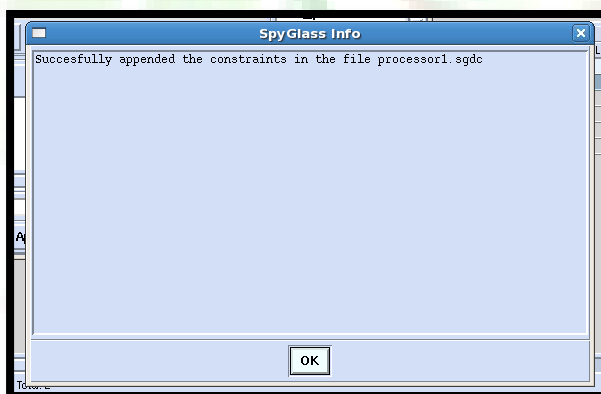 SpyGlass Info
Succesfully appended the constraints in the file processor1.sgdc
OK